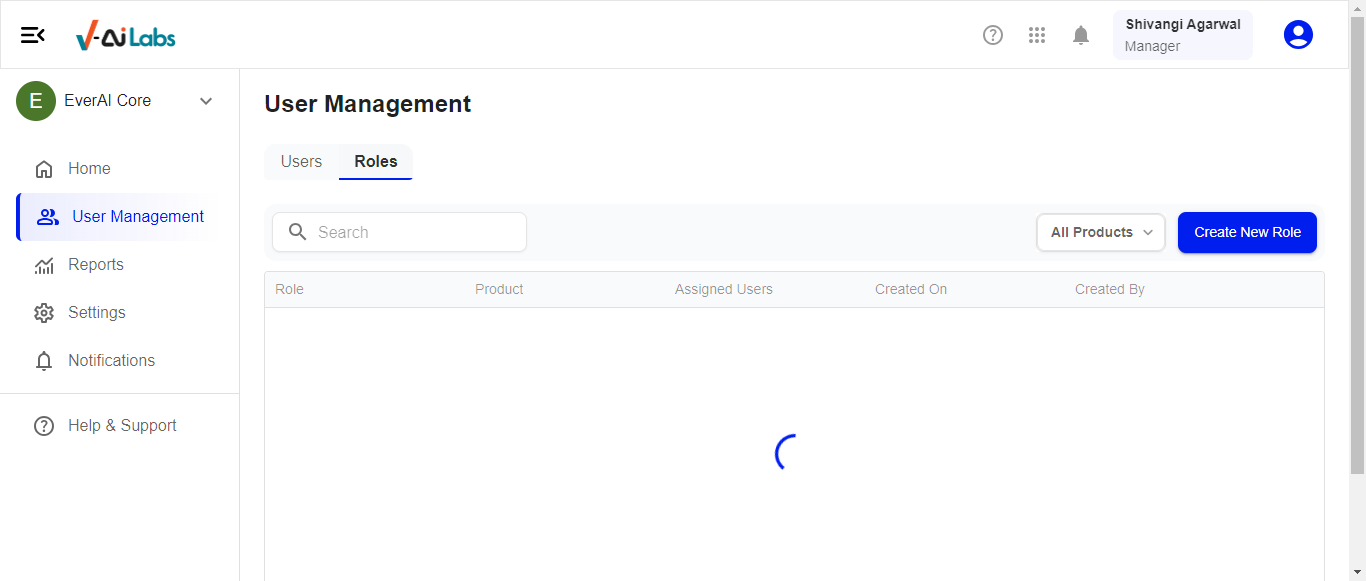 V-Ai Labs
Shivangi Agarwal
Manager
E
EverAI Core
Home
User Management
Reports
Settings
Notifications
Help & Support
User Management
Users Roles
Search
All Products
Create New Role
Role Product Assigned Users Created On Created By